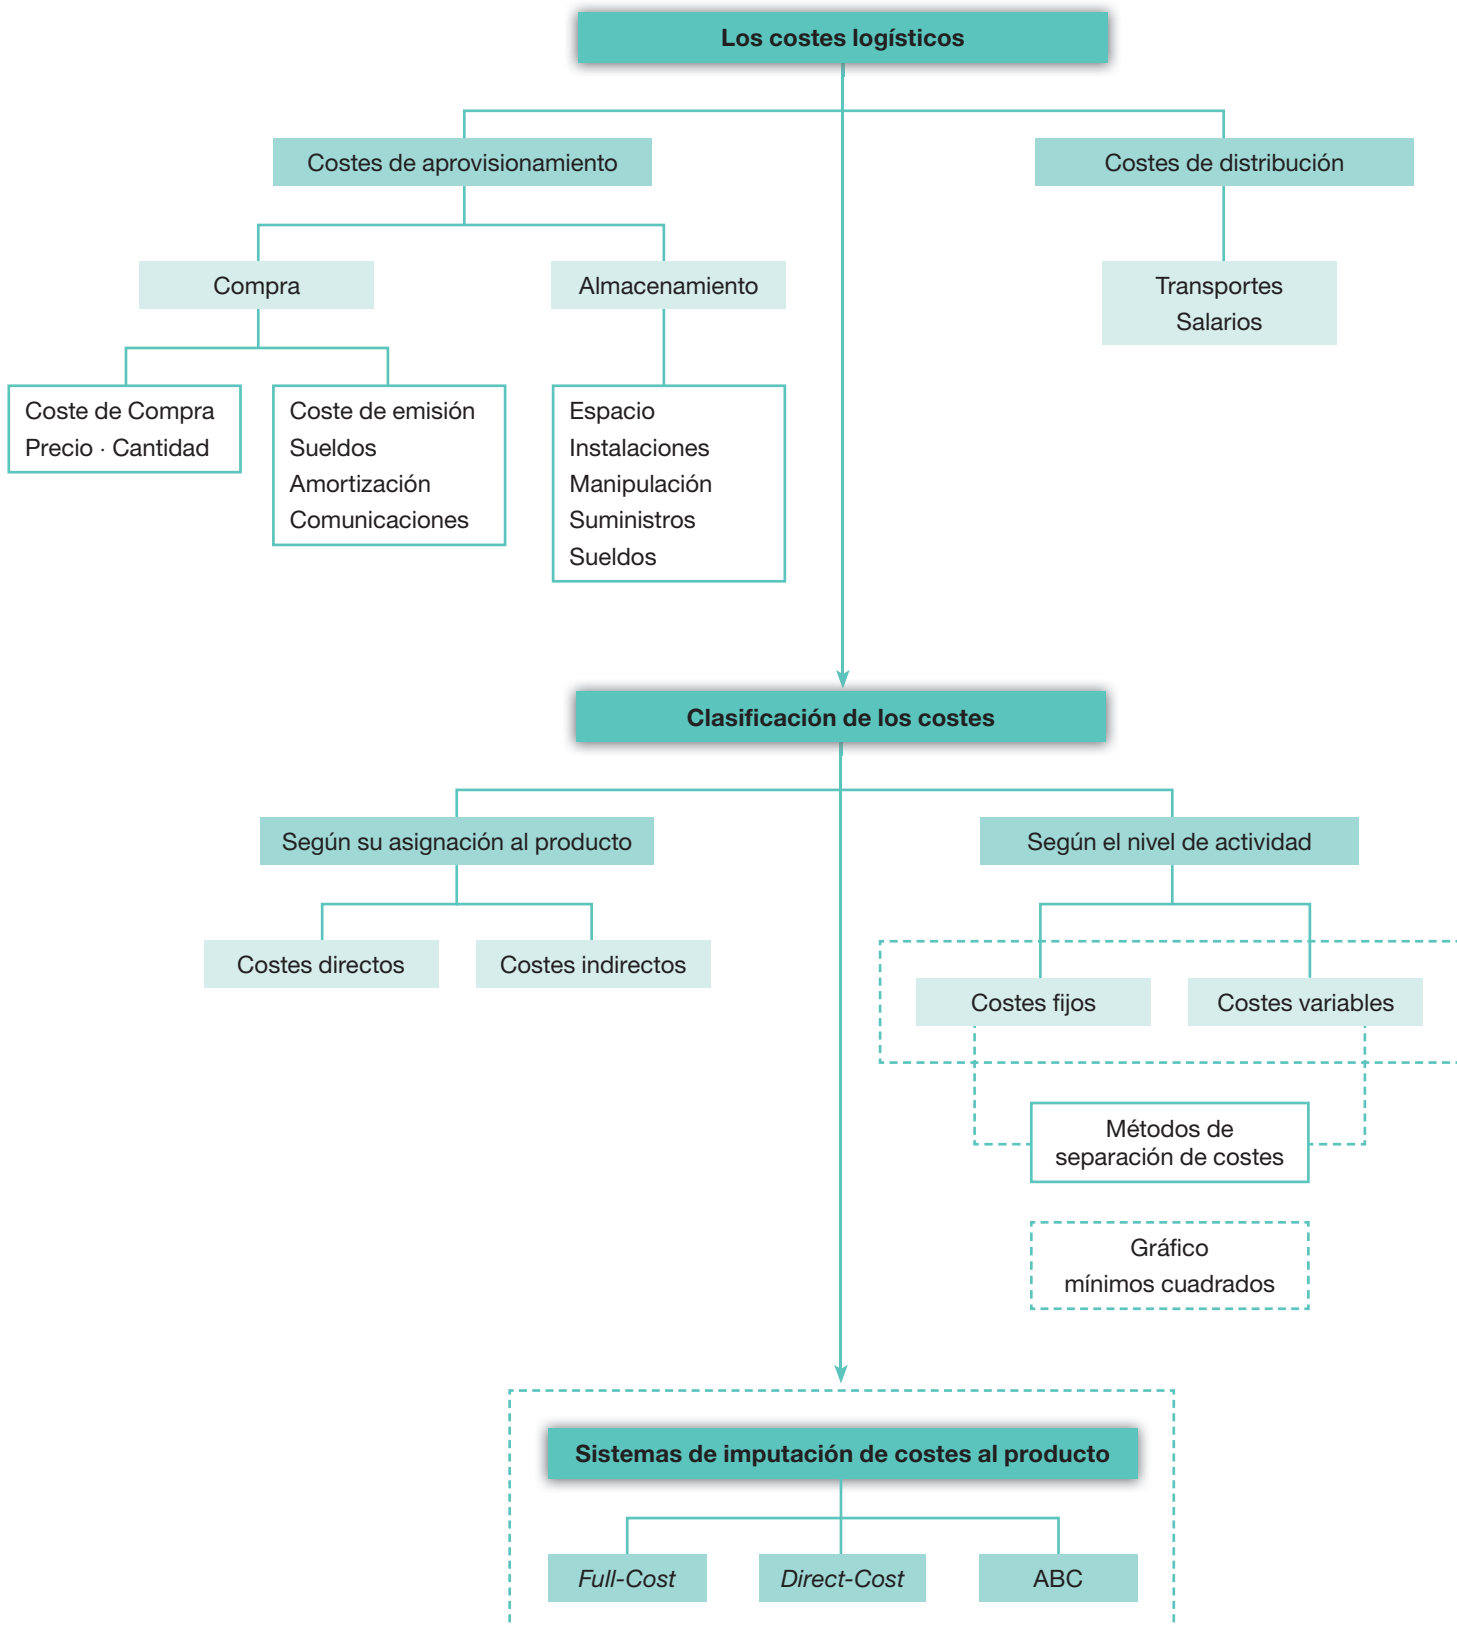 Los costes logísticos
Costes de aprovisionamiento
Costes de distribución
Compra
Almacenamiento
Transportes
Salarios
Coste de Compra
Precio · Cantidad
Coste de emisión
Sueldos
Amortización
Comunicaciones
Espacio
Instalaciones
Manipulación
Suministros
Sueldos
Clasificación de los costes
Según su asignación al producto
Según el nivel de actividad
Costes directos
Costes indirectos
Costes fijos
Costes variables
Métodos de
separación de costes
Gráfico
mínimos cuadrados
Sistemas de imputación de costes al producto
Full-Cost
Direct-Cost
ABC